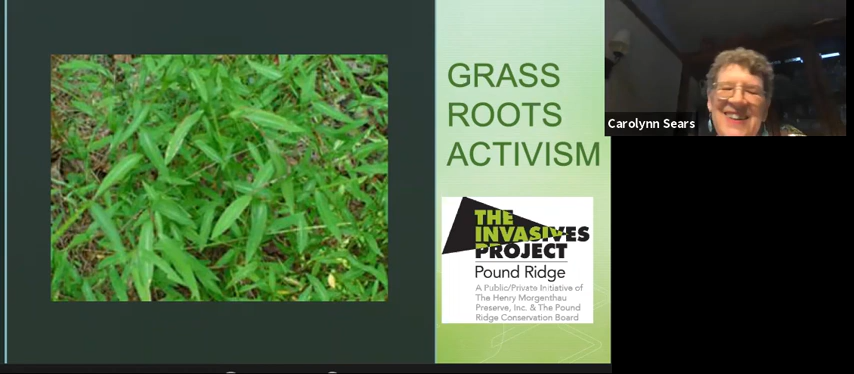 GRASS
ROOTS
ACTIVISM
Carolynn Sears
THE
INVASIVES
PROJECT
Pound Ridge
A Public/Private Initiative of
The Henry Morgenthau
Preserve, Inc. & The Pound
Ridge Conservation Board